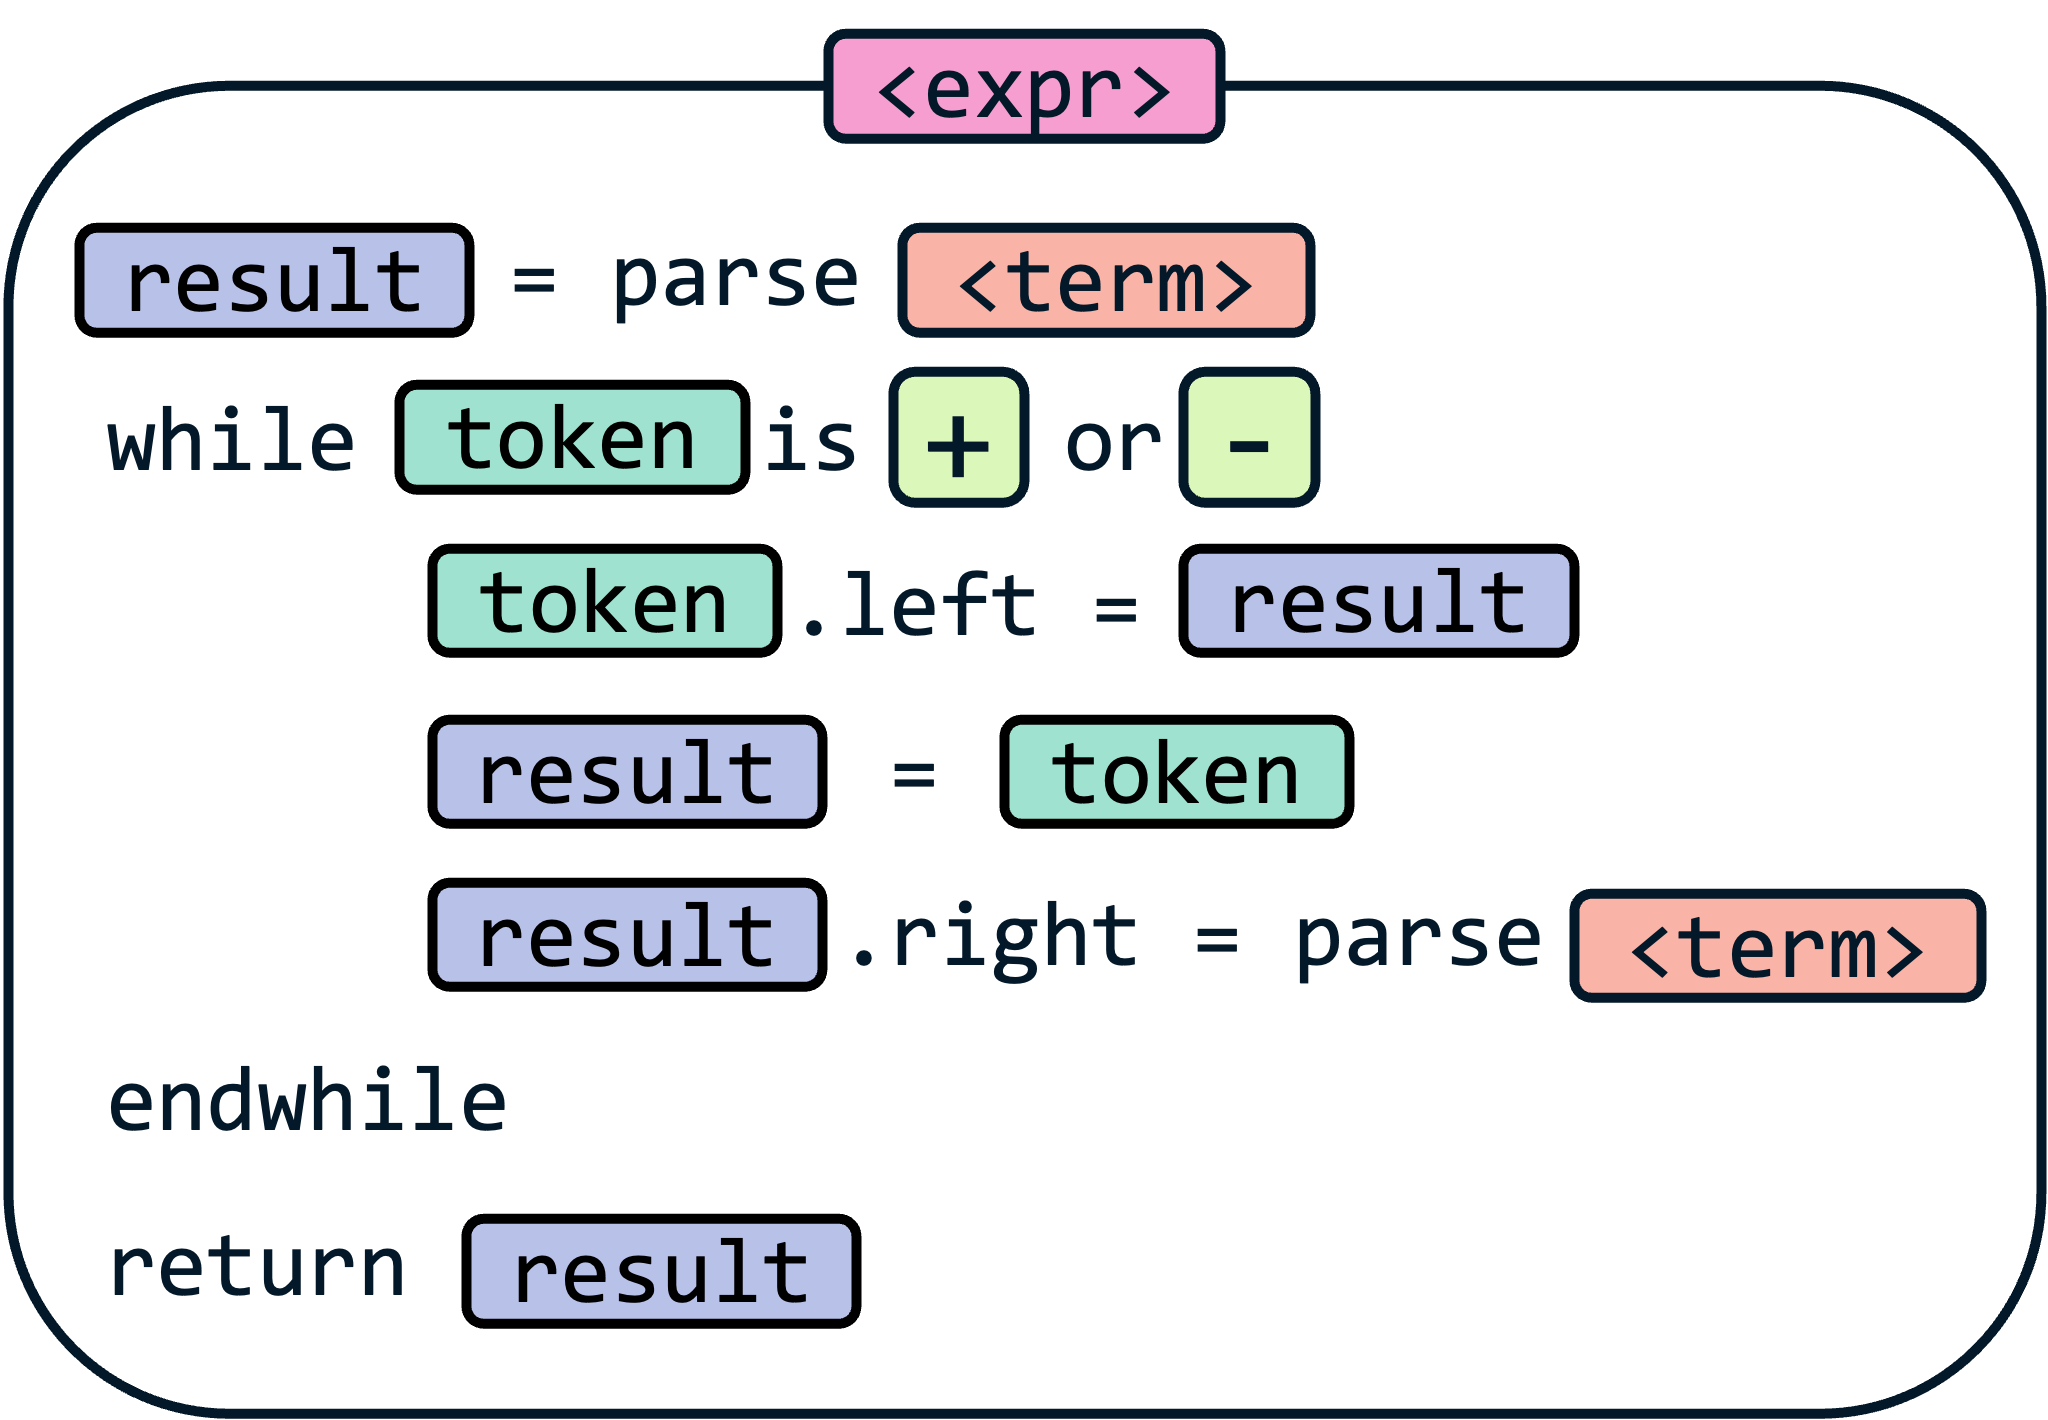 <expr>
result = parse <term>
while token is + or -
token .left = result
result = token
result .right = parse <term>
endwhile
return result